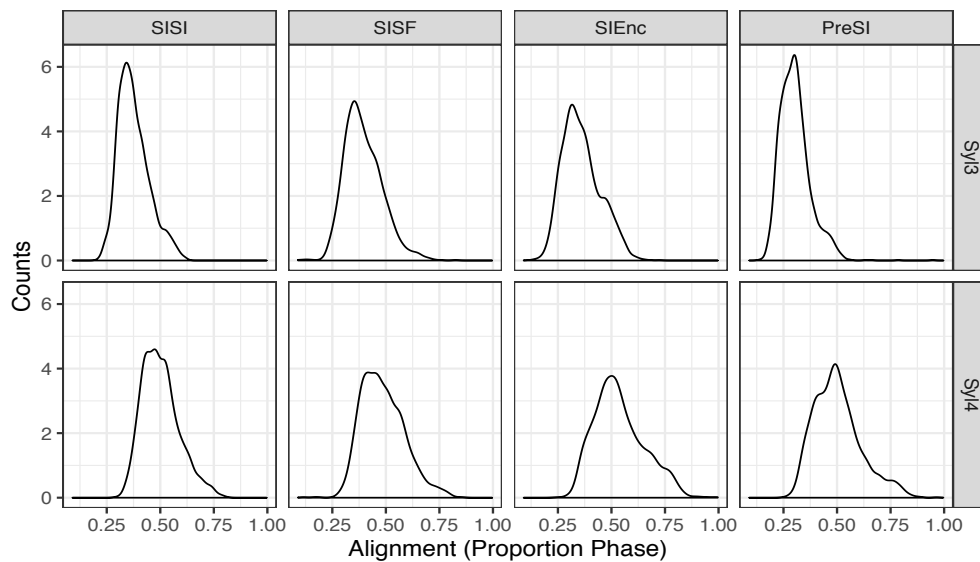 SISI SISF SIEnc PreSI
6
4
2
0
Syl3
6
4
2
0
Syl4
Counts
0.25 0.50 0.75 1.00 0.25 0.50 0.75 1.00 0.25 0.50 0.75 1.00 0.25 0.50 0.75 1.00
Alignment (Proportion Phase)